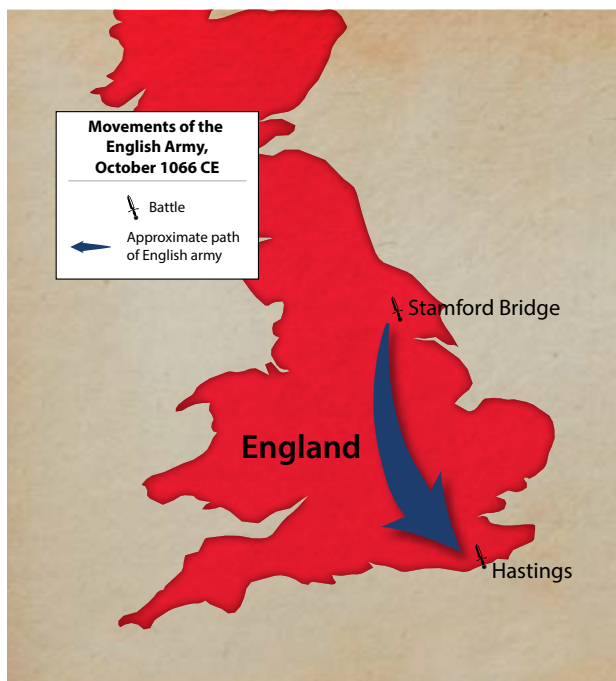 Movements of the
English Army,
October 1066 CE
Battle
Approximate path
of English army
Stamford Bridge
England
Hastings